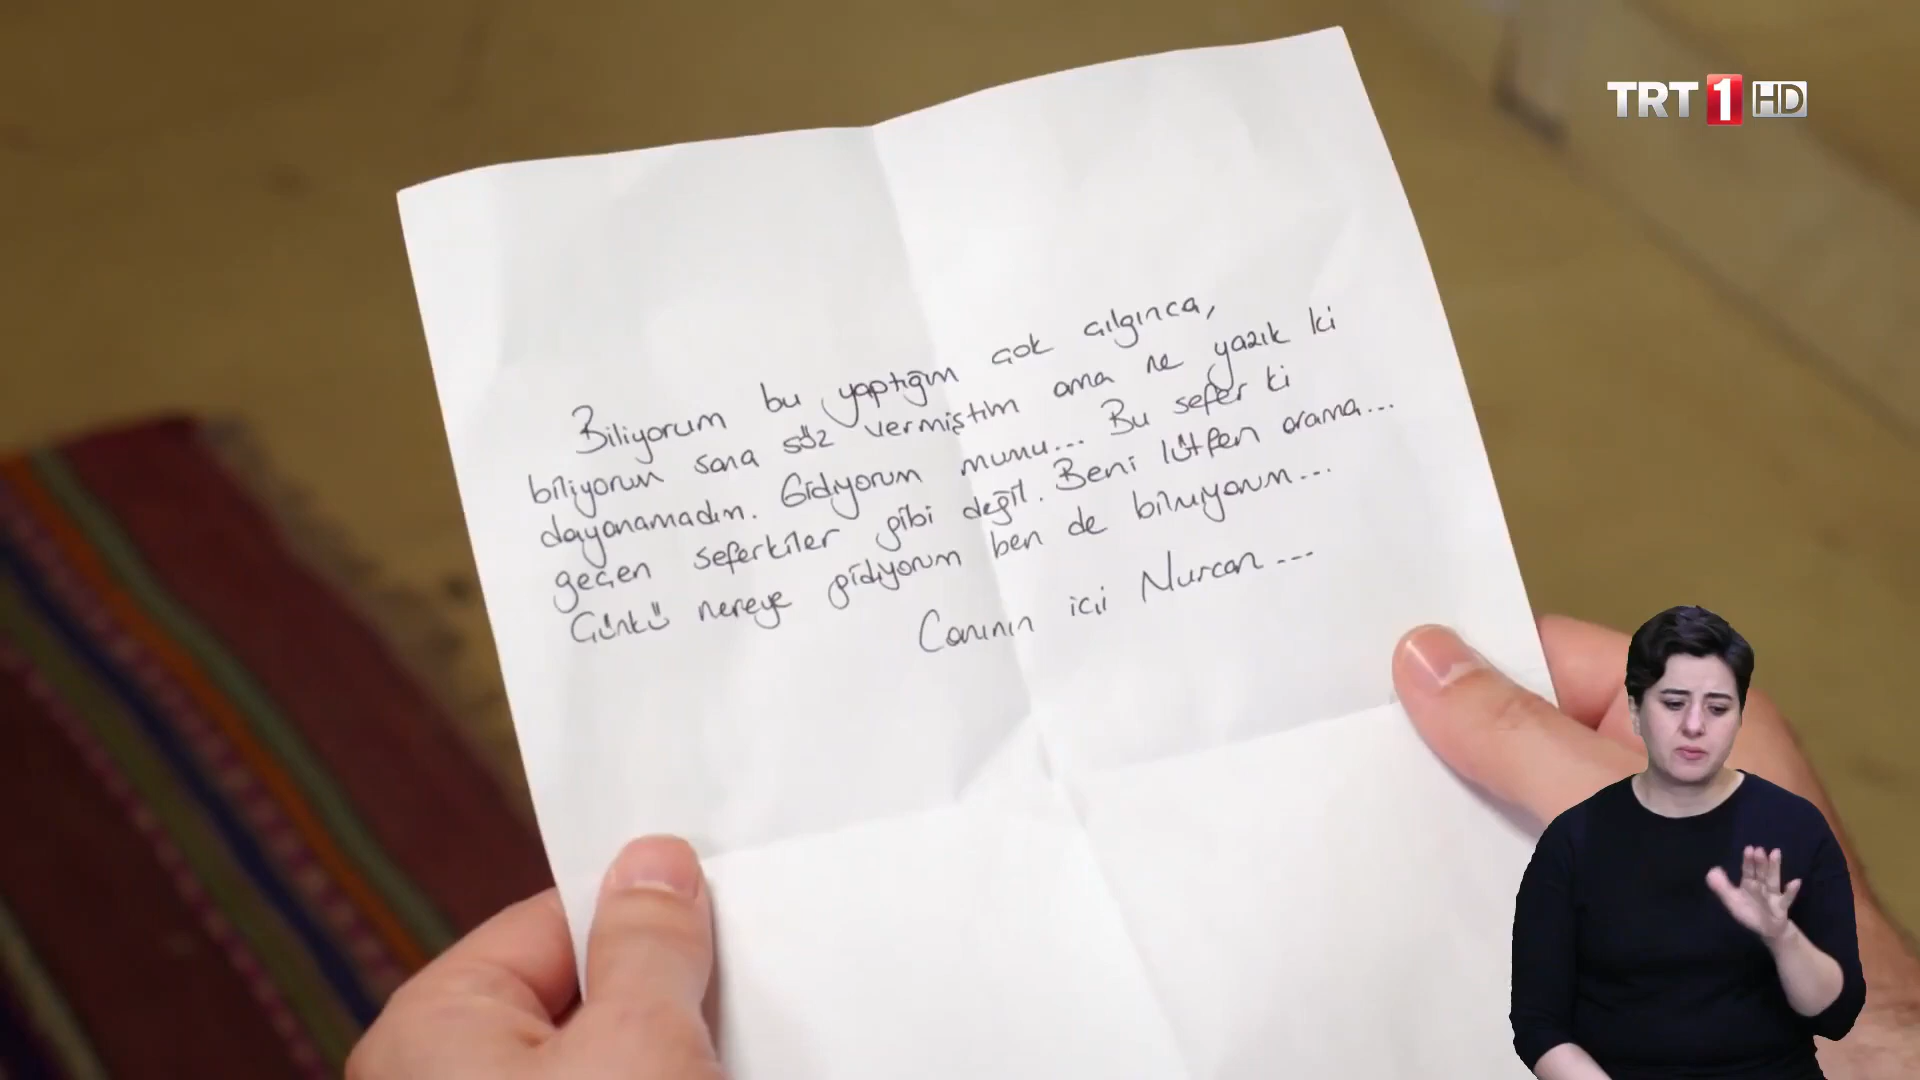 TRT 1 HD
Biliyorum bu yaptığım çok çılgınca,
biliyorum sana söz vermiştim ama ne yazık ki
dayanamadım. Gidiyorum mumu... Bu sefer ki
geçen seferkiler gibi değil. Beni lütfen arama...
Çünkü nereye gidiyorum ben de bilmiyorum...
Canının içi Nurcan...